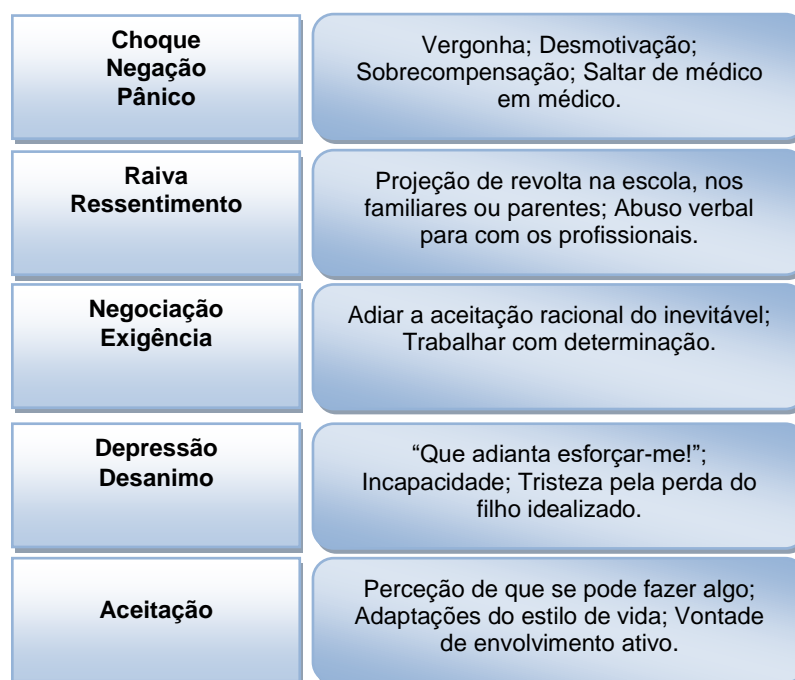 Choque
Negação
Pânico
Vergonha; Desmotivação;
Sobrecompensação; Saltar de médico
em médico.
Raiva
Ressentimento
Projeção de revolta na escola, nos
familiares ou parentes; Abuso verbal
para com os profissionais.
Negociação
Exigência
Adiar a aceitação racional do inevitável;
Trabalhar com determinação.
Depressão
Desanimo
“Que adianta esforçar-me!”;
Incapacidade; Tristeza pela perda do
filho idealizado.
Aceitação
Perceção de que se pode fazer algo;
Adaptações do estilo de vida; Vontade
de envolvimento ativo.